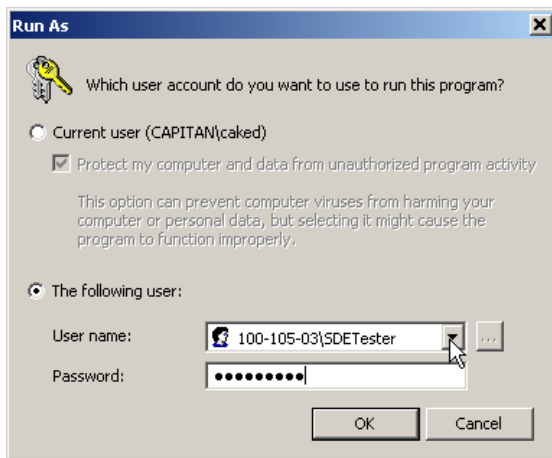 Run As
Which user account do you want to use to run this program?
Current user (CAPITAN\caked)
Protect my computer and data from unauthorized program activity
This option can prevent computer viruses from harming your
computer or personal data, but selecting it might cause the
program to function improperly.
The following user:
User name:
100-105-03\SDETester
...
Password:
●●●●●●●●●
OK
Cancel